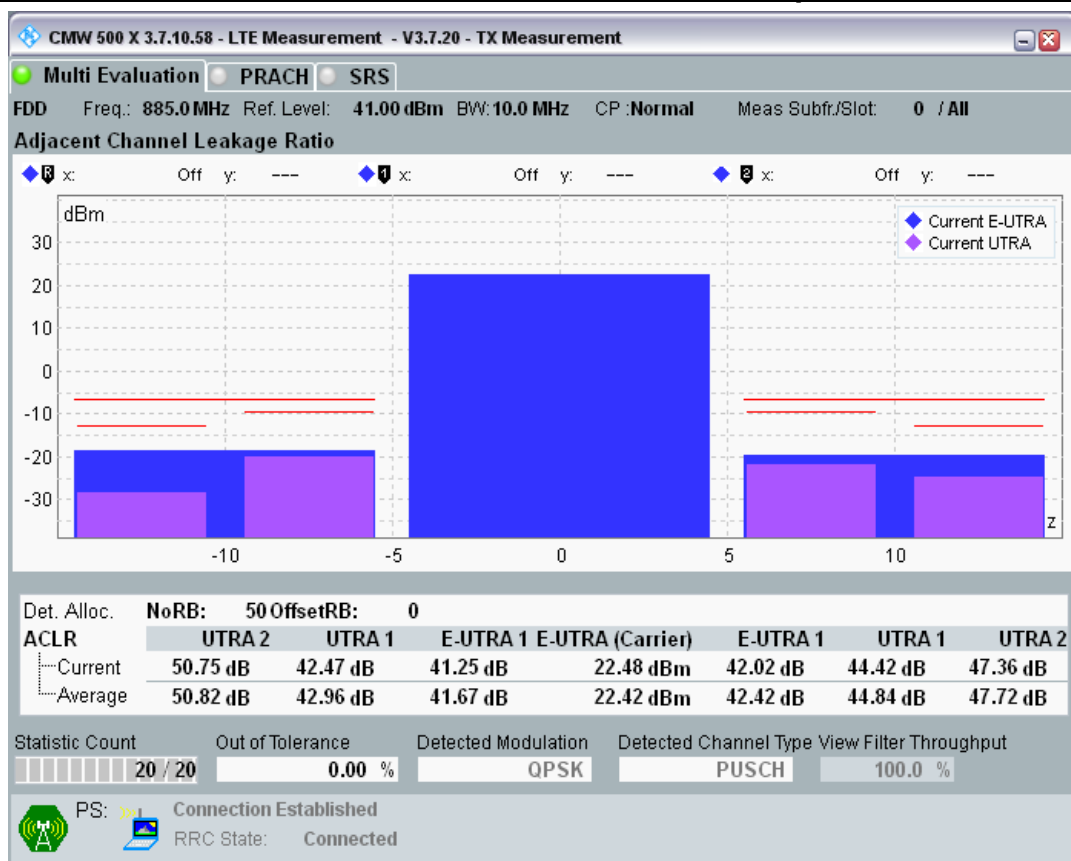 CMW 500 X 3.7.10.58 - LTE Measurement - V3.7.20 - TX Measurement
Multi Evaluation PRACH SRS
FDD Freq.: 885.0 MHz Ref. Level: 41.00 dBm BW: 10.0 MHz CP :Normal Meas Subfr./Slot: 0 / All
Adjacent Channel Leakage Ratio
R x: Off y: --- 1 x: Off y: --- 2 x: Off y: ---
dBm
Current E-UTRA
Current UTRA
30
20
10
0
-10
-20
-30
z
-10 -5 0 5 10
Det. Alloc. NoRB: 50 OffsetRB: 0
ACLR UTRA 2 UTRA 1 E-UTRA 1 E-UTRA (Carrier) E-UTRA 1 UTRA 1 UTRA 2
Current 50.75 dB 42.47 dB 41.25 dB 22.48 dBm 42.02 dB 44.42 dB 47.36 dB
Average 50.82 dB 42.96 dB 41.67 dB 22.42 dBm 42.42 dB 44.84 dB 47.72 dB
Statistic Count Out of Tolerance Detected Modulation Detected Channel Type View Filter Throughput
20 / 20 0.00 % QPSK PUSCH 100.0 %
PS: Connection Established
RRC State: Connected